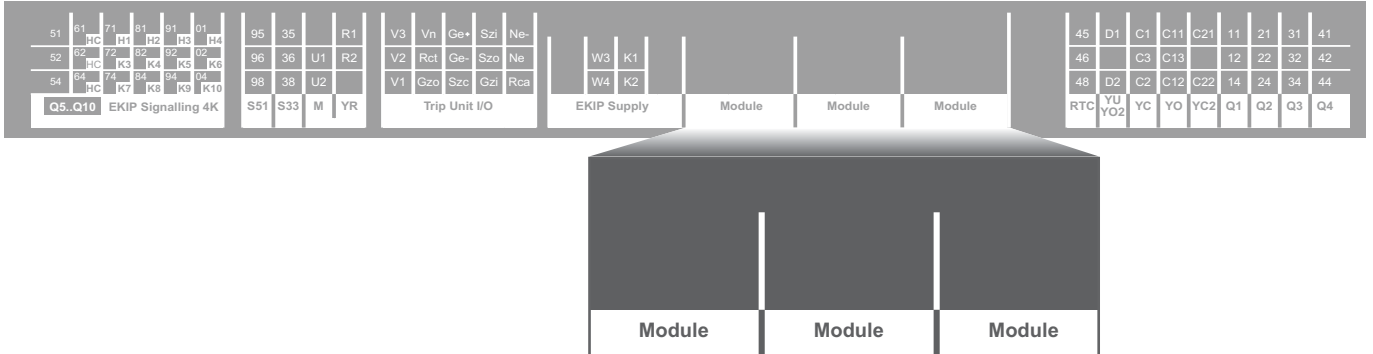 51 61 71 81 91 01
HC H1 H2 H3 H4
52 62 72 82 92 02
HC K3 K4 K5 K6
54 64 74 84 94 04
HC K7 K8 K9 K10
Q5..Q10 EKIP Signalling 4K
95 35 R1
96 36 U1 R2
98 38 U2
S51 S33 M YR
V3 Vn Ge+ Szi Ne-
V2 Rct Ge- Szo Ne
V1 Gzo Szc Gzi Rca
Trip Unit I/O
W3 K1
W4 K2
EKIP Supply
Module Module Module
45 D1 C1 C11 C21 11 21 31 41
46 C3 C13 12 22 32 42
48 D2 C2 C12 C22 14 24 34 44
RTC YU YC YO YC2 Q1 Q2 Q3 Q4
YO2
Module Module Module